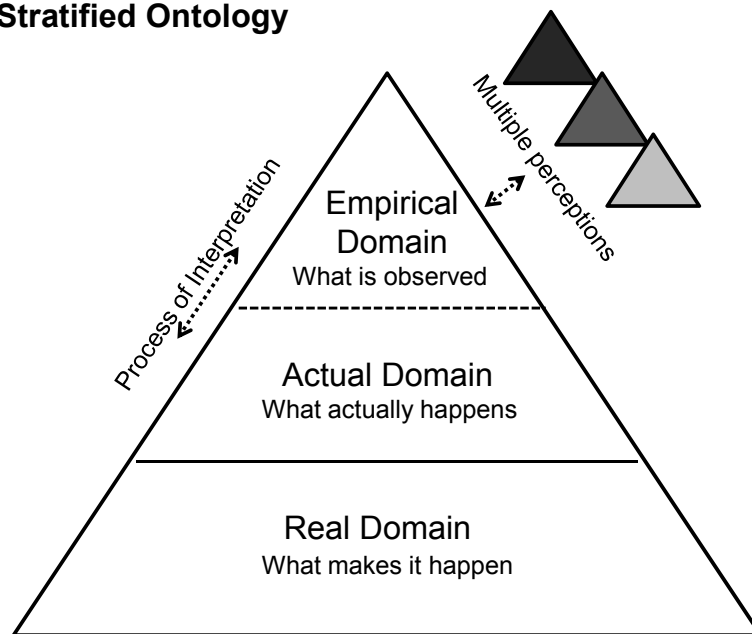 Stratified Ontology
Multiple perceptions
Process of Interpretation
Empirical
Domain
What is observed
Actual Domain
What actually happens
Real Domain
What makes it happen